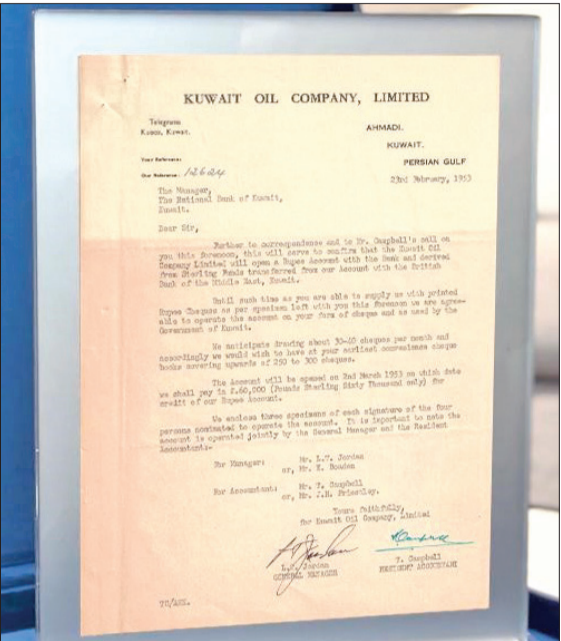 KUWAIT OIL COMPANY, LIMITED
Telegrams
Kuoco, Kuwait.
AHMADI.
KUWAIT.
PERSIAN GULF
Your Reference:
Our Reference: 12624
23rd February, 1953
The Manager,
The National Bank of Kuwait,
Kuwait.
Dear Sir,
Further to correspondence and to Mr. Campbell's call on
you this forenoon, this will serve to confirm that the Kuwait Oil
Company Limited will open a Rupee Account with the Bank and derived
from Sterling Funds transferred from our Account with the British
Bank of the Middle East, Kuwait.
Until such time as you are able to supply us with printed
Rupee Cheques as per specimen left with you this forenoon we are agree-
able to operate the account on your form of cheque and as used by the
Government of Kuwait.
We anticipate drawing about 30-40 cheques per month and
accordingly we would wish to have at your earliest convenience cheque
books covering upwards of 250 to 300 cheques.
The Account will be opened on 2nd March 1953 on which date
we shall pay in £.60,000 (Pounds Sterling Sixty Thousand only) for
credit of our Rupee Account.
We enclose three specimens of each signature of the four
persons nominated to operate the account. It is important to note the
account is operated jointly by the General Manager and the Resident
Accountant:-
For Manager: Mr. L.T. Jordan
or, Mr. E. Bowden
For Accountant: Mr. T. Campbell
or, Mr. J.H. Priestley.
Yours faithfully,
for Kuwait Oil Company, Limited
L.T. Jordan
GENERAL MANAGER
T. Campbell
RESIDENT ACCOUNTANT